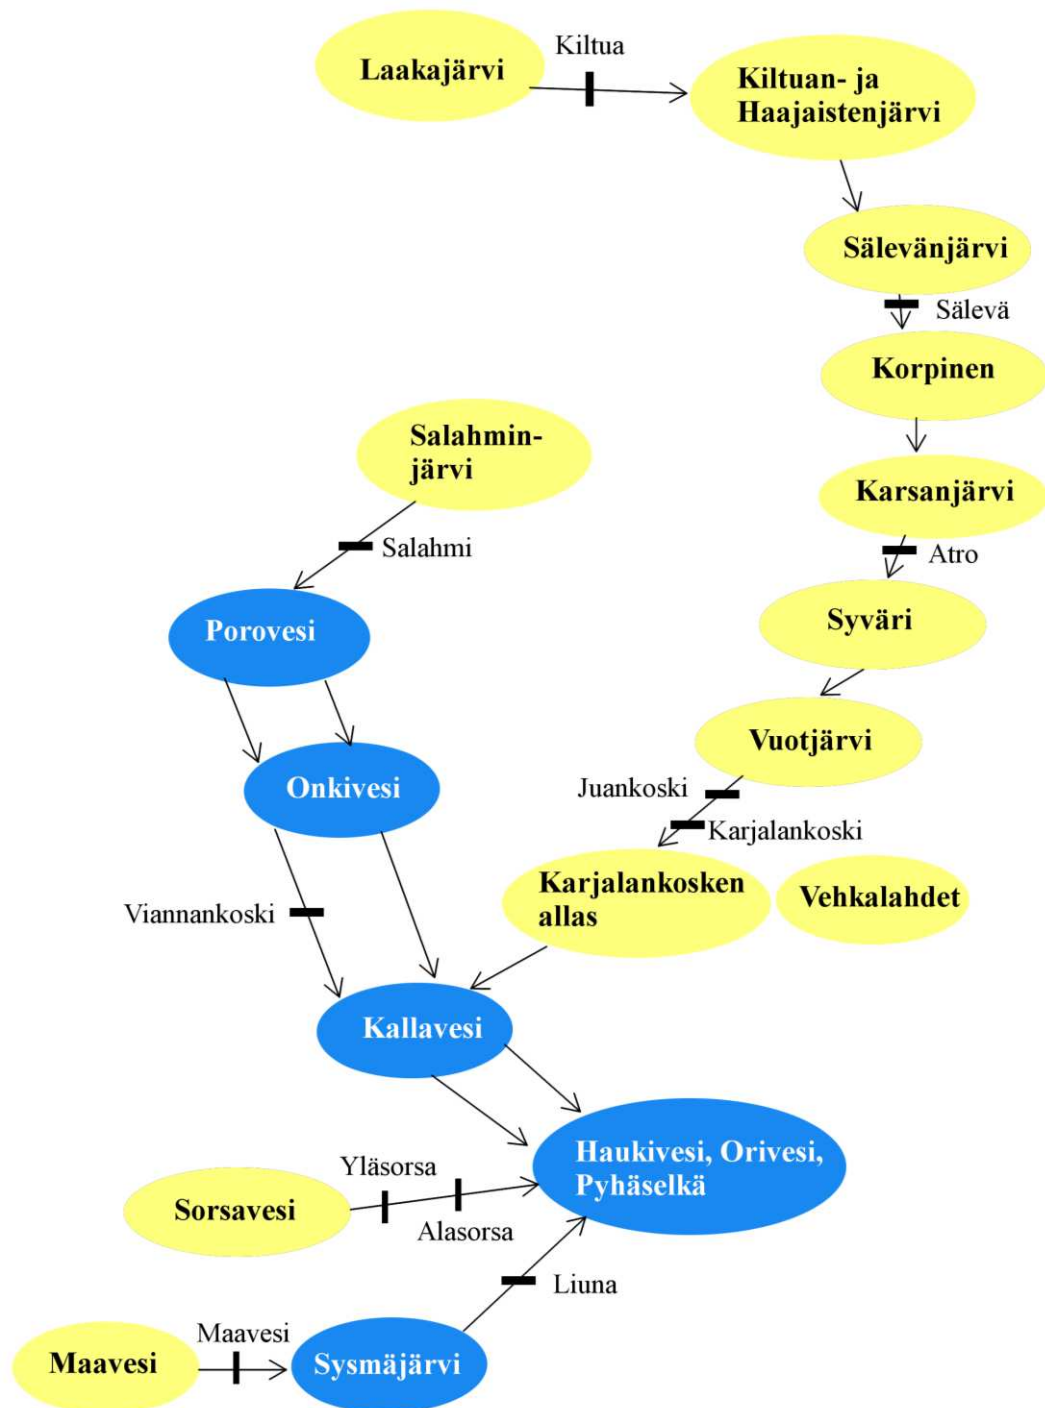 Kiltua
Laakajärvi
Kiltuan- ja
Haajaistenjärvi
Sälevänjärvi
Sälevä
Korpinen
Salahmin-
järvi
Karsanjärvi
Salahmi
Atro
Porovesi
Syväri
Vuotjärvi
Onkivesi
Juankoski
Karjalankoski
Karjalankosken
allas
Vehkalahdet
Viannankoski
Kallavesi
Haukivesi, Orivesi,
Pyhäselkä
Yläsorsa
Sorsavesi
Alasorsa
Liuna
Maavesi
Maavesi
Sysmäjärvi